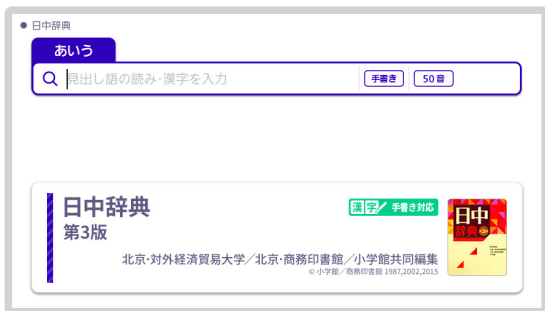 日中辞典
あいう
見出し語の読み・漢字を入力
手書き
50音
日中辞典
第3版
漢字 手書き対応
北京・対外経済貿易大学／北京・商務印書館／小学館共同編集
© 小学館／商務印書館 1987,2002,2015
日中
辞典